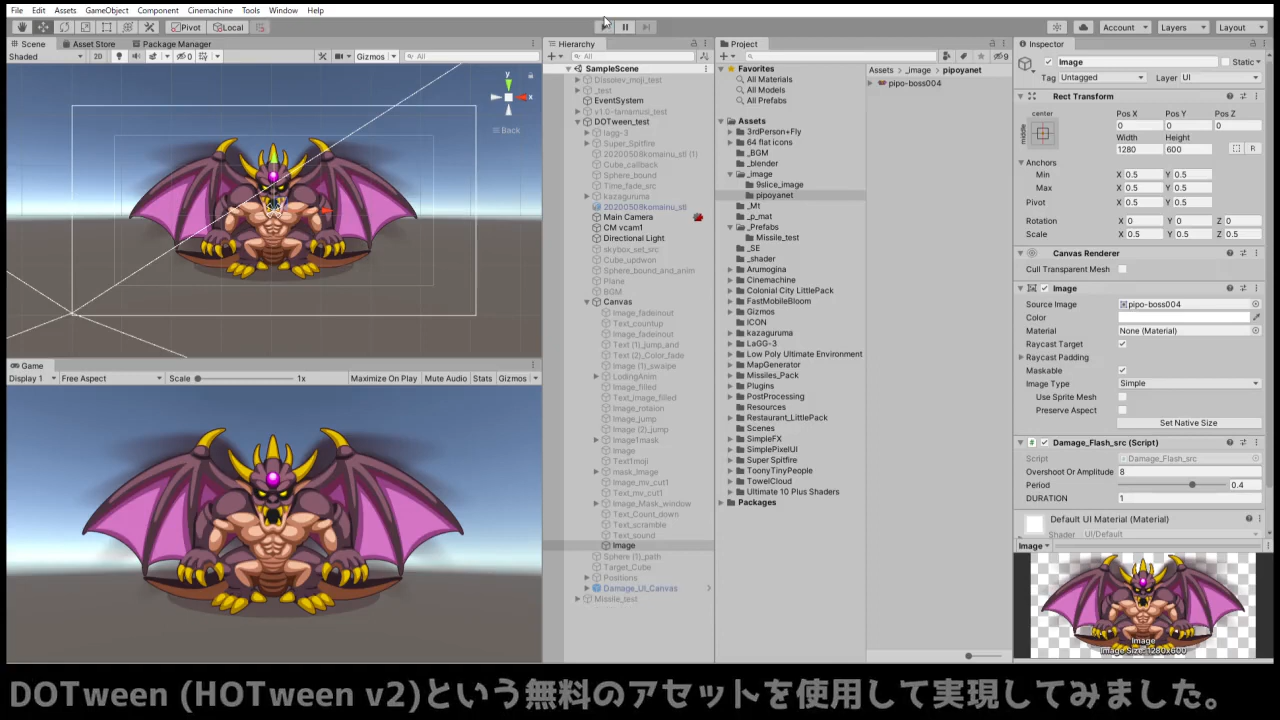 File Edit Assets GameObject Component Cinemachine Tools Window Help
Pivot Local Account Layers Layout
Scene Asset Store Package Manager
Shaded 2D 0 Gizmos All
y
x
Back
Game
Display 1 Free Aspect Scale 1x Maximize On Play Mute Audio Stats Gizmos
Hierarchy
All
SampleScene
Dissolev_moji_test
_test
EventSystem
v1.0-tamamusi_test
DOTween_test
lagg-3
Super_Spitfire
20200508komainu_stl (1)
Cube_callback
Sphere_bound
Time_fade_src
kazaguruma
20200508komainu_stl
Main Camera
CM vcam1
Directional Light
skybox_set_src
Cube_updwon
Sphere_bound_and_anim
Plane
BGM
Canvas
Image_fadeinout
Text_countup
Image_fadeinout
Text (1)_jump_and
Text (2)_Color_fade
Image (1)_swaipe
LodingAnim
Image_filled
Text_image_filled
Image_rotaion
Image_jump
Image (2)_jump
Image1mask
Image
Text1moji
mask_Image
Image_mv_cut1
Text_mv_cut1
Image_Mask_window
Text_Count_down
Text_scramble
Text_sound
Image
Sphere (1)_path
Target_Cube
Positions
Damage_UI_Canvas
Missile_test
Project
9
Favorites
All Materials
All Models
All Prefabs
Assets
3rdPerson+Fly
64 flat icons
_BGM
_blender
_image
9slice_image
pipoyanet
_Mt
_p_mat
_Prefabs
Missile_test
_SE
_shader
Arumogina
Cinemachine
Colonial City LittlePack
FastMobileBloom
Gizmos
ICON
kazaguruma
LaGG-3
Low Poly Ultimate Environment
MapGenerator
Missiles_Pack
Plugins
PostProcessing
Resources
Restaurant_LittlePack
Scenes
SimpleFX
SimplePixelUI
Super Spitfire
ToonyTinyPeople
TowelCloud
Ultimate 10 Plus Shaders
Packages
Assets _image pipoyanet
pipo-boss004
Inspector
Image Static
Tag Untagged Layer UI
Rect Transform
center Pos X Pos Y Pos Z
middle 0 0 0
Width Height
1280 600 R
Anchors
Min X 0.5 Y 0.5
Max X 0.5 Y 0.5
Pivot X 0.5 Y 0.5
Rotation X 0 Y 0 Z 0
Scale X 0.5 Y 0.5 Z 0.5
Canvas Renderer
Cull Transparent Mesh
Image
Source Image pipo-boss004
Color
Material None (Material)
Raycast Target
Raycast Padding
Maskable
Image Type Simple
Use Sprite Mesh
Preserve Aspect
Set Native Size
Damage_Flash_src (Script)
Script Damage_Flash_src
Overshoot Or Amplitude 8
Period 0.4
DURATION 1
Default UI Material (Material)
Shader UI/Default
Image
Image
Image Size: 1280x600
DOTween (HOTween v2)という無料のアセットを使用して実現してみました。